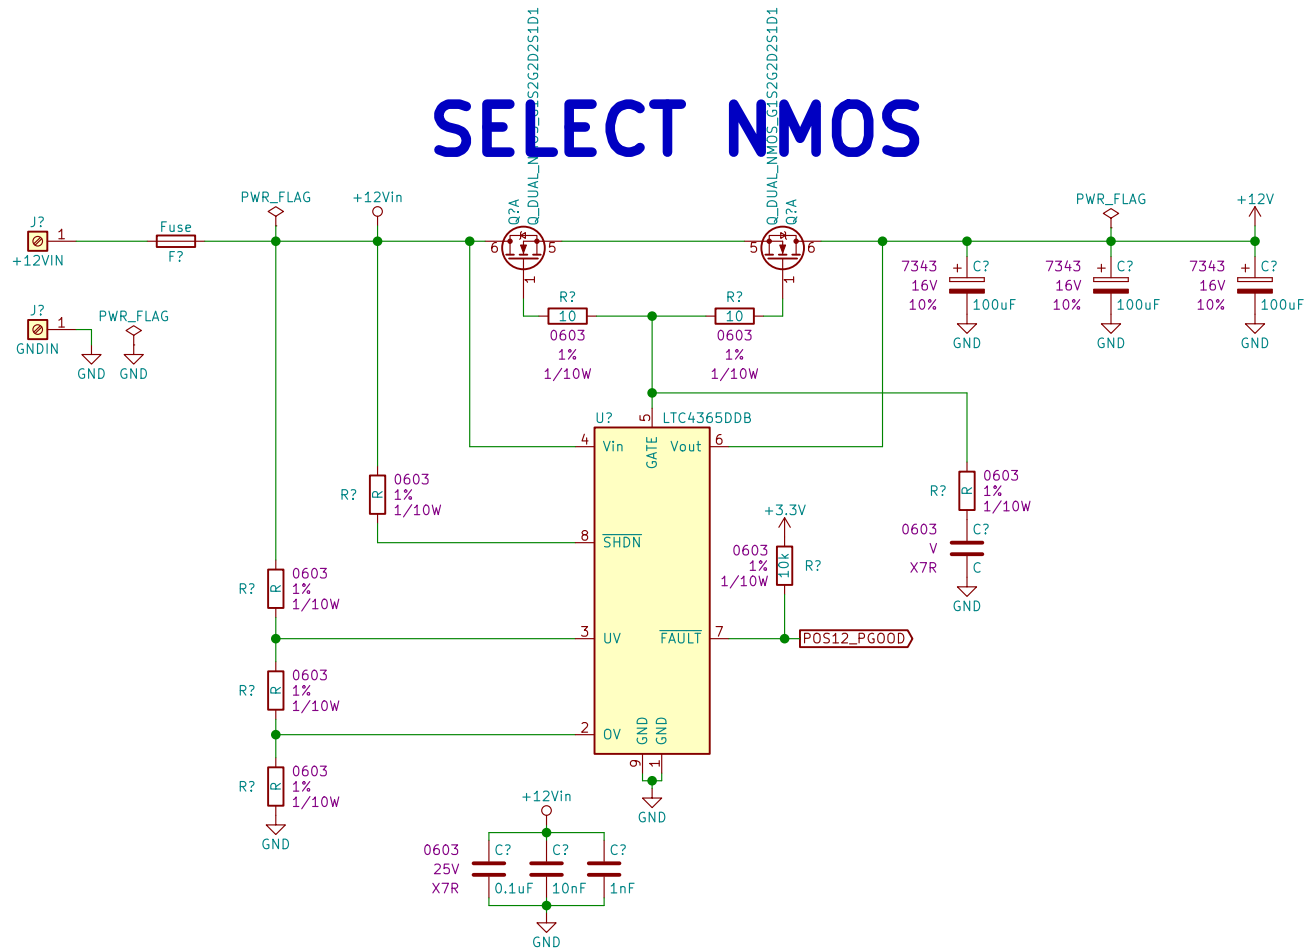 SELECT NMOS
Q_DUAL_NMOS_G1S2G2D2S1D1
Q?A
Q_DUAL_NMOS_G1S2G2D2S1D1
Q?A
6
5
1
5
6
1
J?
1
+12VIN
Fuse
F?
PWR_FLAG
+12Vin
J?
1
GNDIN
GND
PWR_FLAG
GND
R?
10
0603
1%
1/10W
R?
10
0603
1%
1/10W
7343
16V
10%
+
C?
100uF
GND
PWR_FLAG
7343
16V
10%
+
C?
100uF
GND
+12V
7343
16V
10%
+
C?
100uF
GND
U?
LTC4365DDB
5
GATE
4
Vin
Vout
6
8
SHDN
3
UV
FAULT
7
2
OV
GND
GND
9
1
GND
R?
R
0603
1%
1/10W
R?
R
0603
1%
1/10W
R?
R
0603
1%
1/10W
R?
R
0603
1%
1/10W
GND
+3.3V
0603
1%
1/10W
10k
R?
POS12_PGOOD
R?
R
0603
1%
1/10W
0603
V
X7R
C?
C
GND
+12Vin
0603
25V
X7R
C?
0.1uF
C?
10nF
C?
1nF
GND